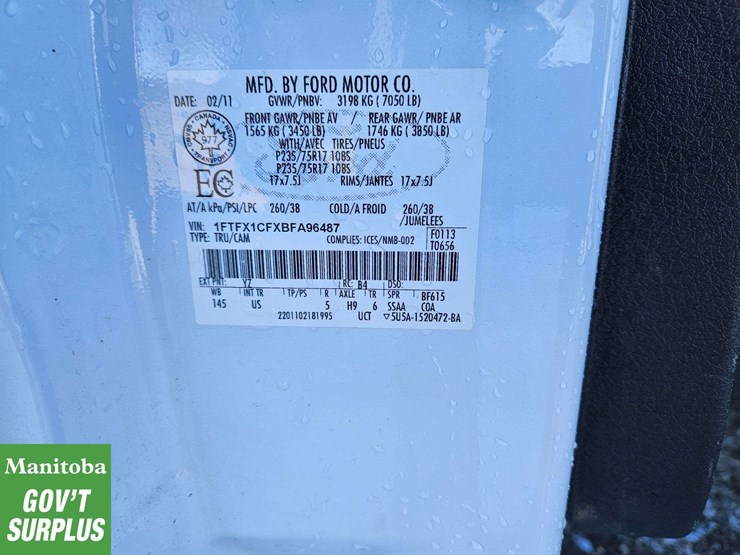 MFD. BY FORD MOTOR CO.
DATE: 02/11 GVWR/PNBV: 3198 KG ( 7050 LB)
FRONT GAWR/PNBE AV / REAR GAWR/ PNBE AR
1565 KG ( 3450 LB) 1746 KG ( 3850 LB)
WITH/AVEC TIRES/PNEUS
P235/75R17 108S
P235/75R17 108S
17x7.5J RIMS/JANTES 17x7.5J
CANADA
977
TRANSPORT
EC
AT/A kPa/PSI/LPC 260/38 COLD/A FROID 260/38
/JUMELEES
VIN: 1FTFX1CFXBFA96487 F0113
TYPE: TRU/CAM COMPLIES: ICES/NMB-002 T0656
EXT PNT: YZ RC: B4 DSO:
WB INT TR TP/PS R AXLE TR SPR BF615
145 US 5 H9 6 SSAA COA
2201102181995 UCT ▽5U5A-1520472-BA
Manitoba
GOV'T
SURPLUS